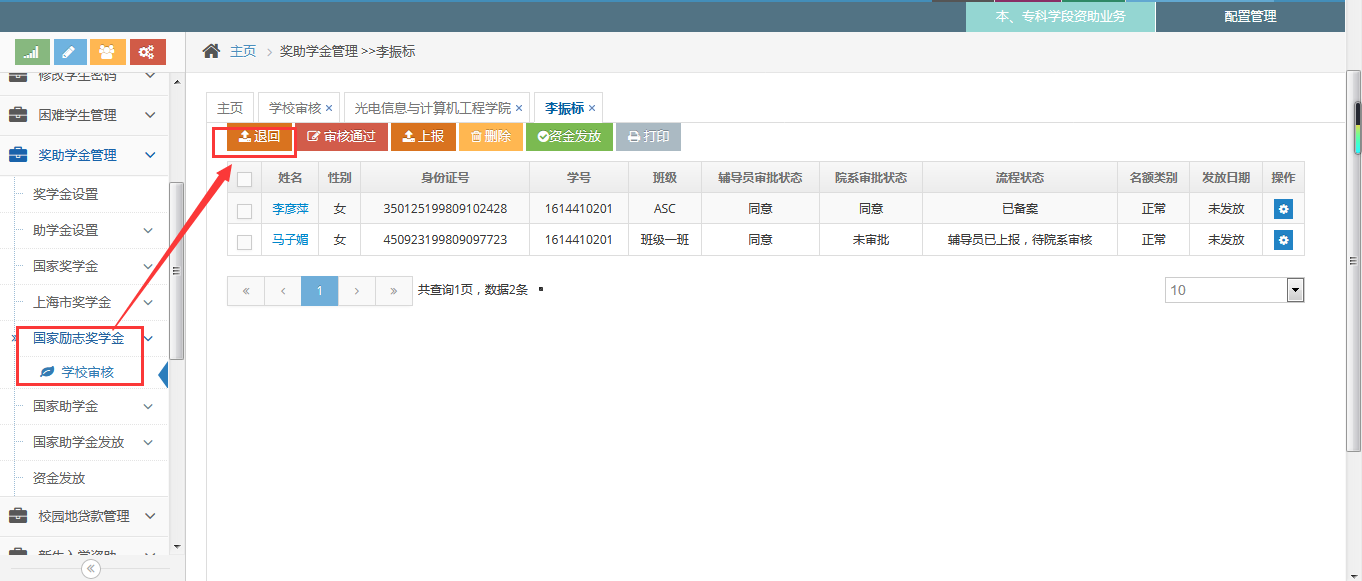 本、专科学段资助业务
配置管理
主页 奖助学金管理 >>李振标
修改学生密码
困难学生管理
奖助学金管理
奖学金设置
助学金设置
国家奖学金
上海市奖学金
国家励志奖学金
学校审核
国家助学金
国家助学金发放
资金发放
校园地贷款管理
新生入学资助
主页 学校审核 × 光电信息与计算机工程学院 × 李振标 ×
退回 审核通过 上报 删除 资金发放 打印
姓名 性别 身份证号 学号 班级 辅导员审批状态 院系审批状态 流程状态 名额类别 发放日期 操作
李彦萍 女 350125199809102428 1614410201 ASC 同意 同意 已备案 正常 未发放
马子媚 女 450923199809097723 1614410201 班级一班 同意 未审批 辅导员已上报，待院系审核 正常 未发放
« ‹ 1 › » 共查询1页，数据2条
10